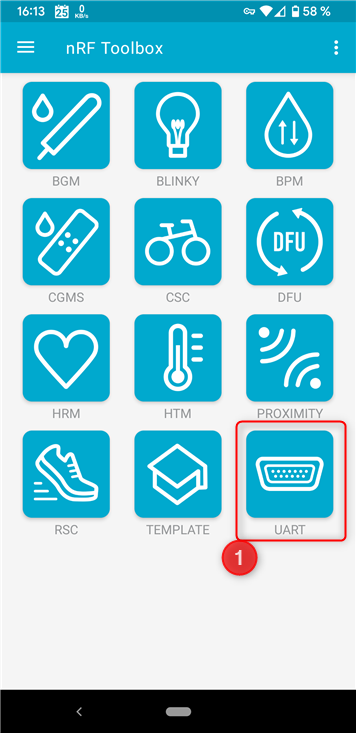 16:13 25 0 KB/s 58 %
nRF Toolbox
BGM BLINKY BPM
DFU
CGMS CSC DFU
HRM HTM PROXIMITY
RSC TEMPLATE UART
1